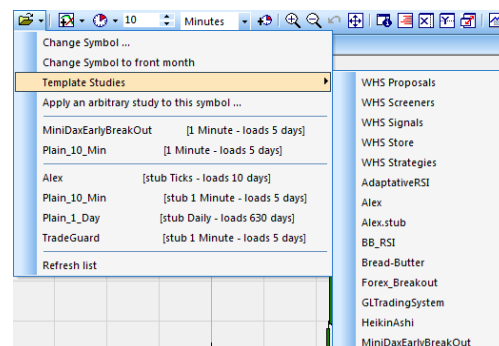 10 Minutes
Change Symbol ...
Change Symbol to front month
Template Studies
Apply an arbitrary study to this symbol ...
MiniDaxEarlyBreakOut [1 Minute - loads 5 days]
Plain_10_Min [1 Minute - loads 5 days]
Alex [stub Ticks - loads 10 days]
Plain_10_Min [stub 1 Minute - loads 5 days]
Plain_1_Day [stub Daily - loads 630 days]
TradeGuard [stub 1 Minute - loads 5 days]
Refresh list
WHS Proposals
WHS Screeners
WHS Signals
WHS Store
WHS Strategies
AdaptativeRSI
Alex
Alex.stub
BB_RSI
Bread-Butter
Forex_Breakout
GLTradingSystem
HeikinAshi
MiniDaxEarlyBreakOut